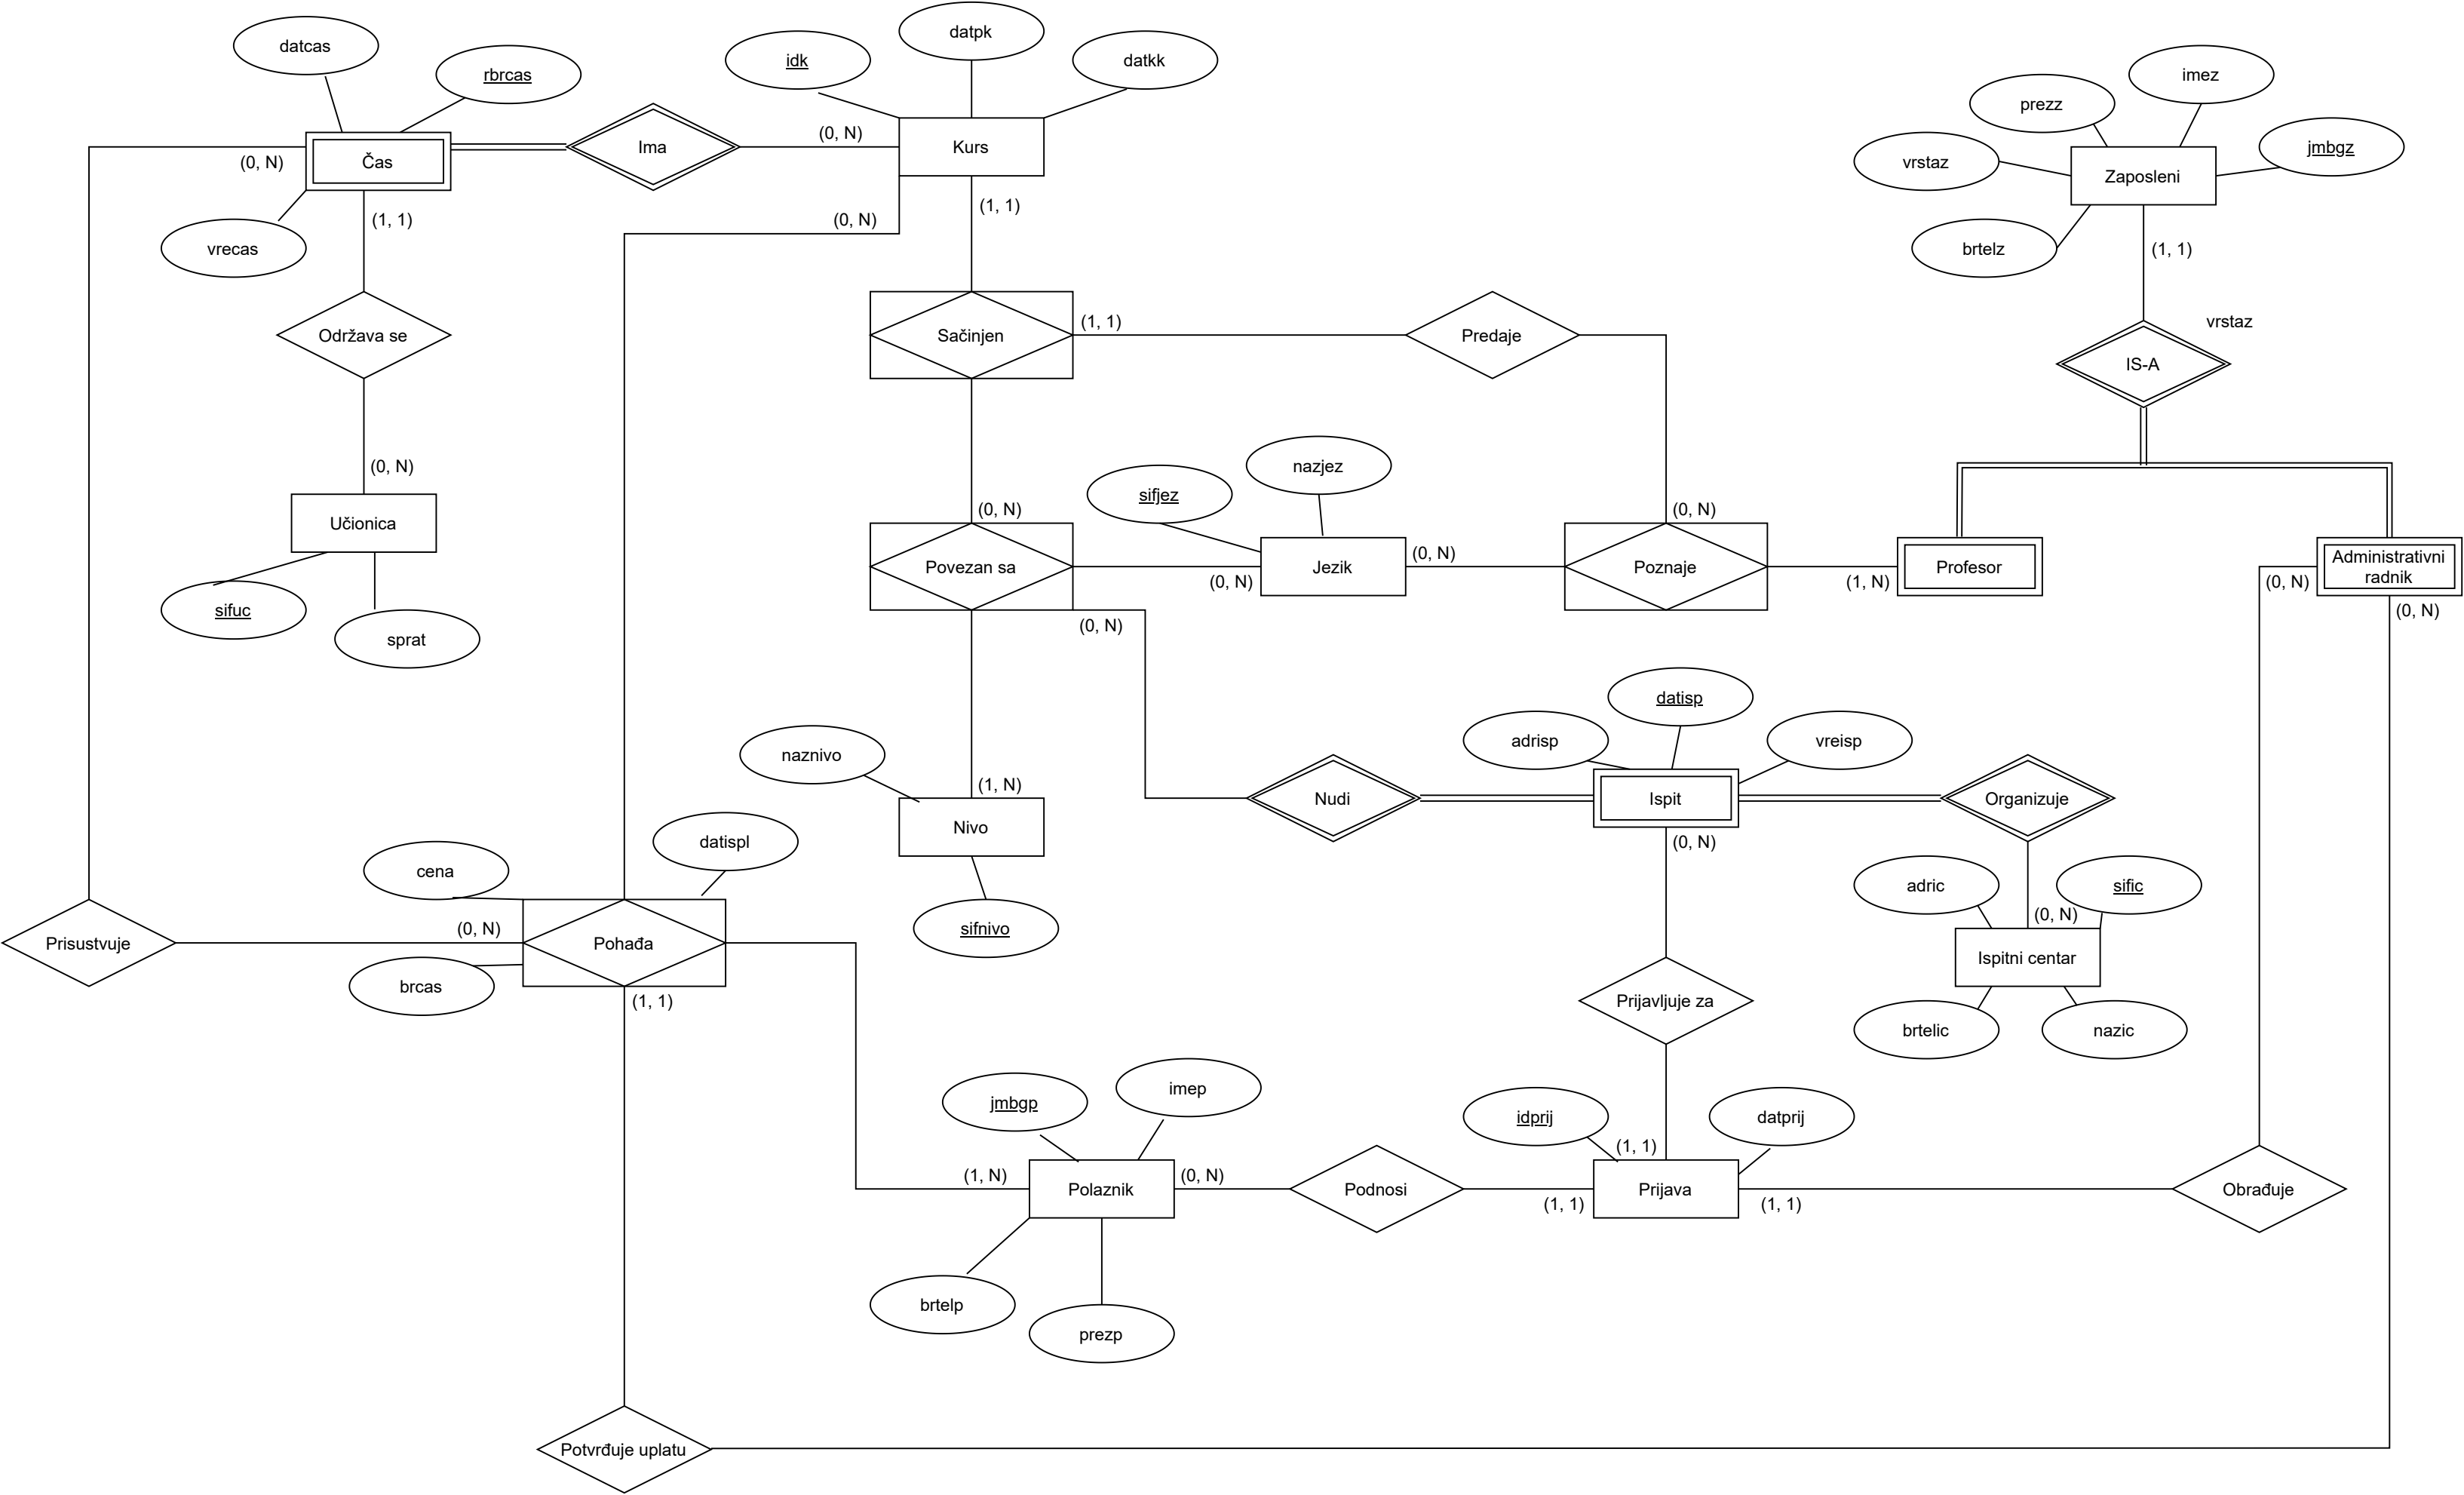 datpk
datcas
idk
datkk
rbrcas
imez
prezz
(0, N)
Ima
Kurs
jmbgz
(0, N)
Čas
vrstaz
Zaposleni
(1, 1)
(0, N)
(1, 1)
vrecas
brtelz
(1, 1)
Održava se
Sačinjen
(1, 1)
Predaje
vrstaz
IS-A
(0, N)
nazjez
sifjez
(0, N)
(0, N)
Učionica
Povezan sa
(0, N)
Jezik
(0, N)
Poznaje
(1, N)
Profesor
(0, N)
Administrativni
radnik
sifuc
sprat
(0, N)
(0, N)
datisp
adrisp
vreisp
naznivo
(1, N)
Nivo
Nudi
Ispit
Organizuje
datispl
(0, N)
cena
adric
sific
(0, N)
sifnivo
(0, N)
Prisustvuje
Pohađa
Ispitni centar
brcas
(1, 1)
Prijavljuje za
brtelic
nazic
jmbgp
imep
idprij
datprij
(1, 1)
(1, N)
Polaznik
(0, N)
Podnosi
(1, 1)
Prijava
(1, 1)
Obrađuje
brtelp
prezp
Potvrđuje uplatu